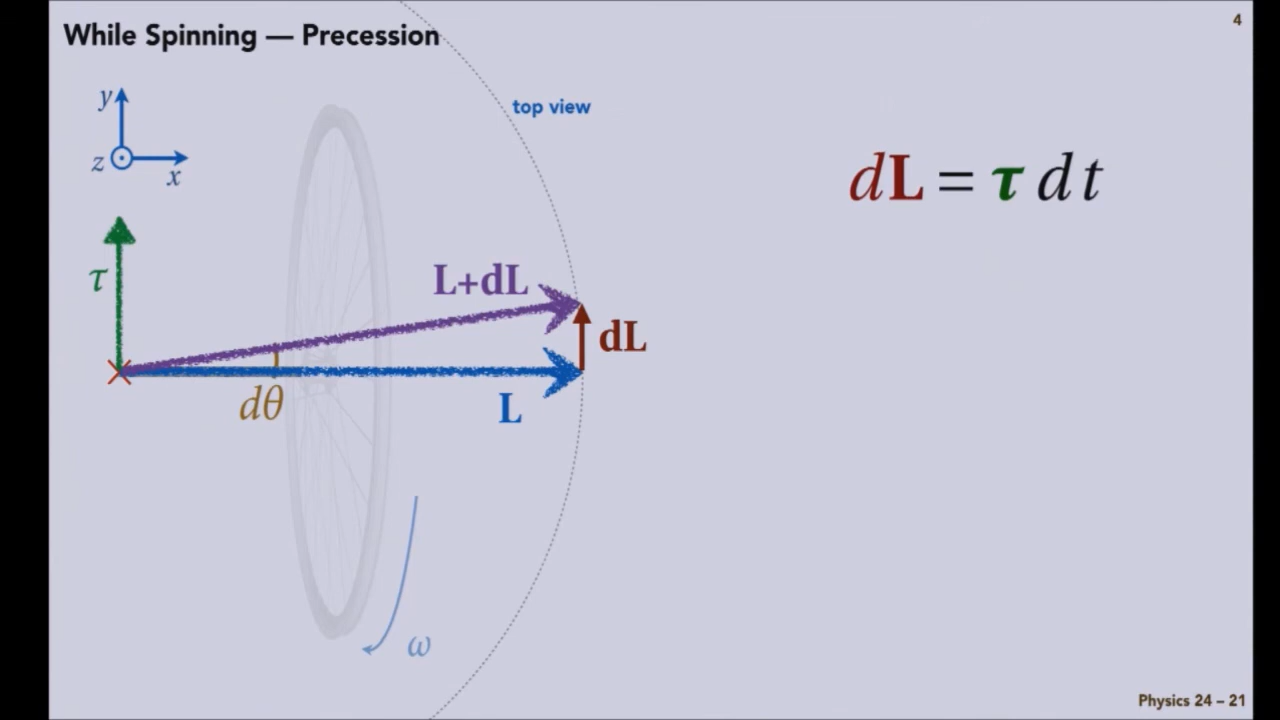 While Spinning — Precession
4
y
top view
z
x
dL = τ dt
τ
L+dL
dL
dθ
L
ω
Physics 24 – 21